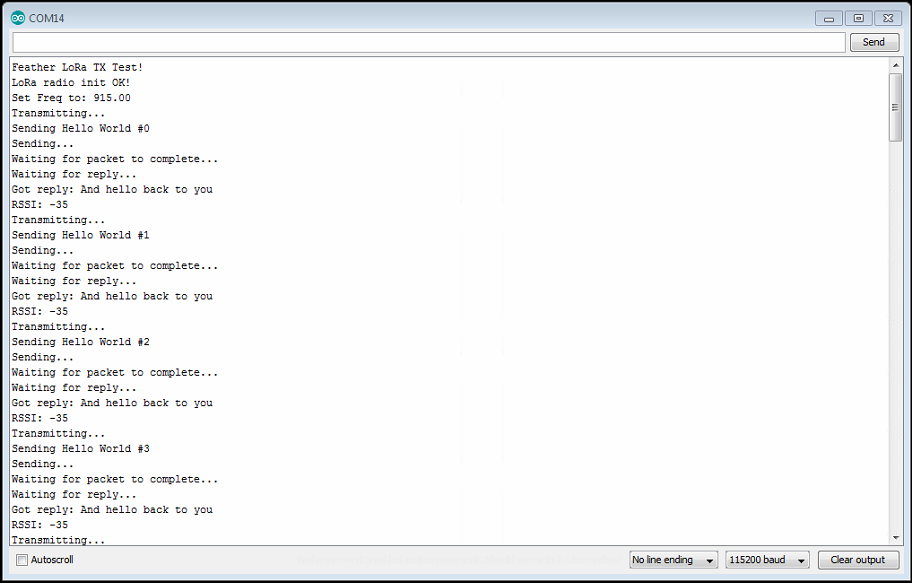 COM14
Send
Feather LoRa TX Test!
LoRa radio init OK!
Set Freq to: 915.00
Transmitting...
Sending Hello World #0
Sending...
Waiting for packet to complete...
Waiting for reply...
Got reply: And hello back to you
RSSI: -35
Transmitting...
Sending Hello World #1
Sending...
Waiting for packet to complete...
Waiting for reply...
Got reply: And hello back to you
RSSI: -35
Transmitting...
Sending Hello World #2
Sending...
Waiting for packet to complete...
Waiting for reply...
Got reply: And hello back to you
RSSI: -35
Transmitting...
Sending Hello World #3
Sending...
Waiting for packet to complete...
Waiting for reply...
Got reply: And hello back to you
RSSI: -35
Transmitting...
Autoscroll
No line ending
115200 baud
Clear output